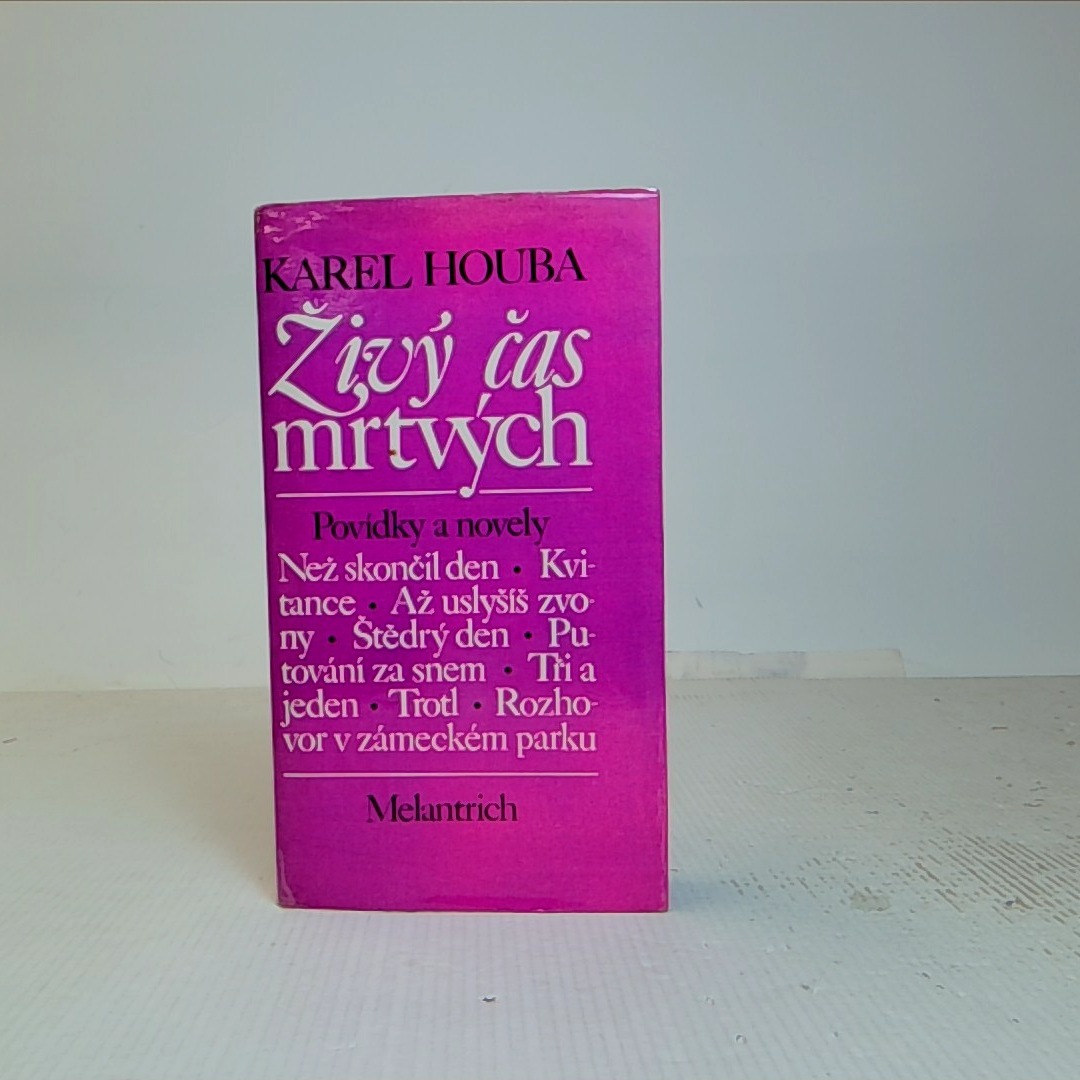 KAREL HOUBA
Živý čas
mrtvých
Povídky a novely
Než skončil den • Kvi-
tance • Až uslyšíš zvo-
ny • Štědrý den • Pu-
tování za snem • Tři a
jeden • Trotl • Rozho-
vor v zámeckém parku
Melantrich